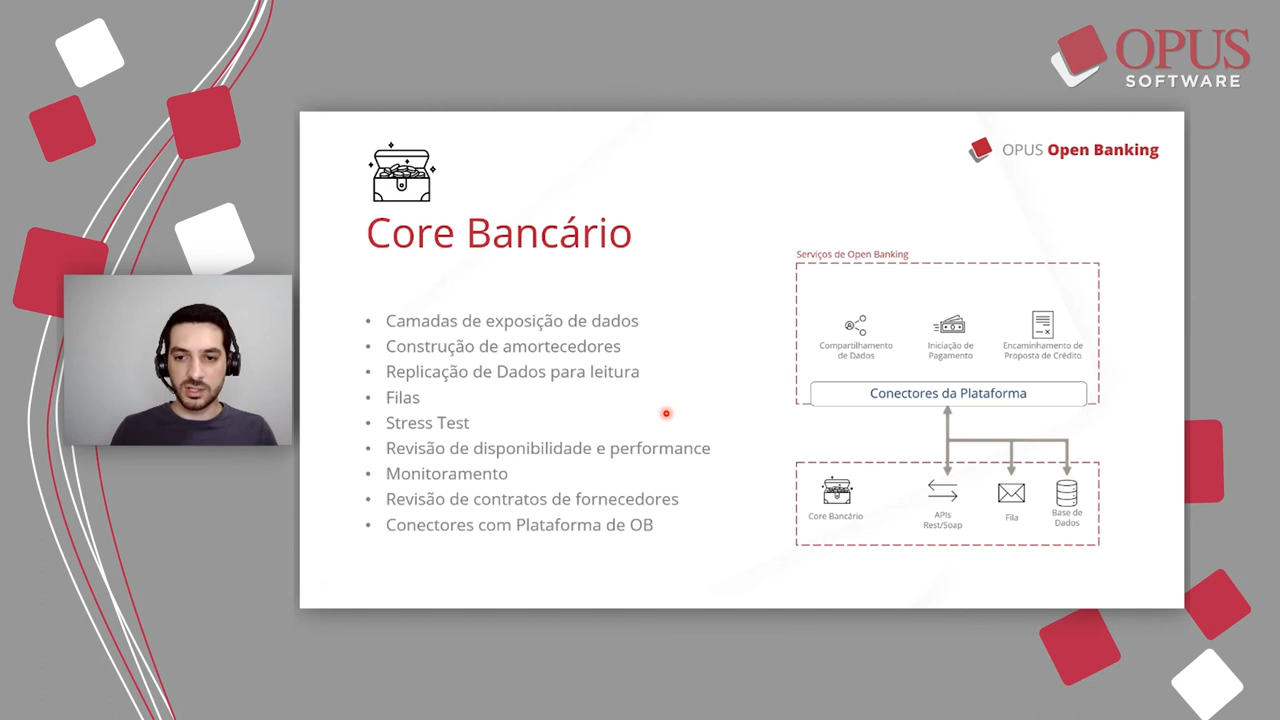 OPUS
SOFTWARE
OPUS Open Banking
Core Bancário
• Camadas de exposição de dados
• Construção de amortecedores
• Replicação de Dados para leitura
• Filas
• Stress Test
• Revisão de disponibilidade e performance
• Monitoramento
• Revisão de contratos de fornecedores
• Conectores com Plataforma de OB
Serviços de Open Banking
Compartilhamento
de Dados
Iniciação de
Pagamento
Encaminhamento de
Proposta de Crédito
Conectores da Plataforma
Core Bancário
APIs
Rest/Soap
Fila
Base de
Dados